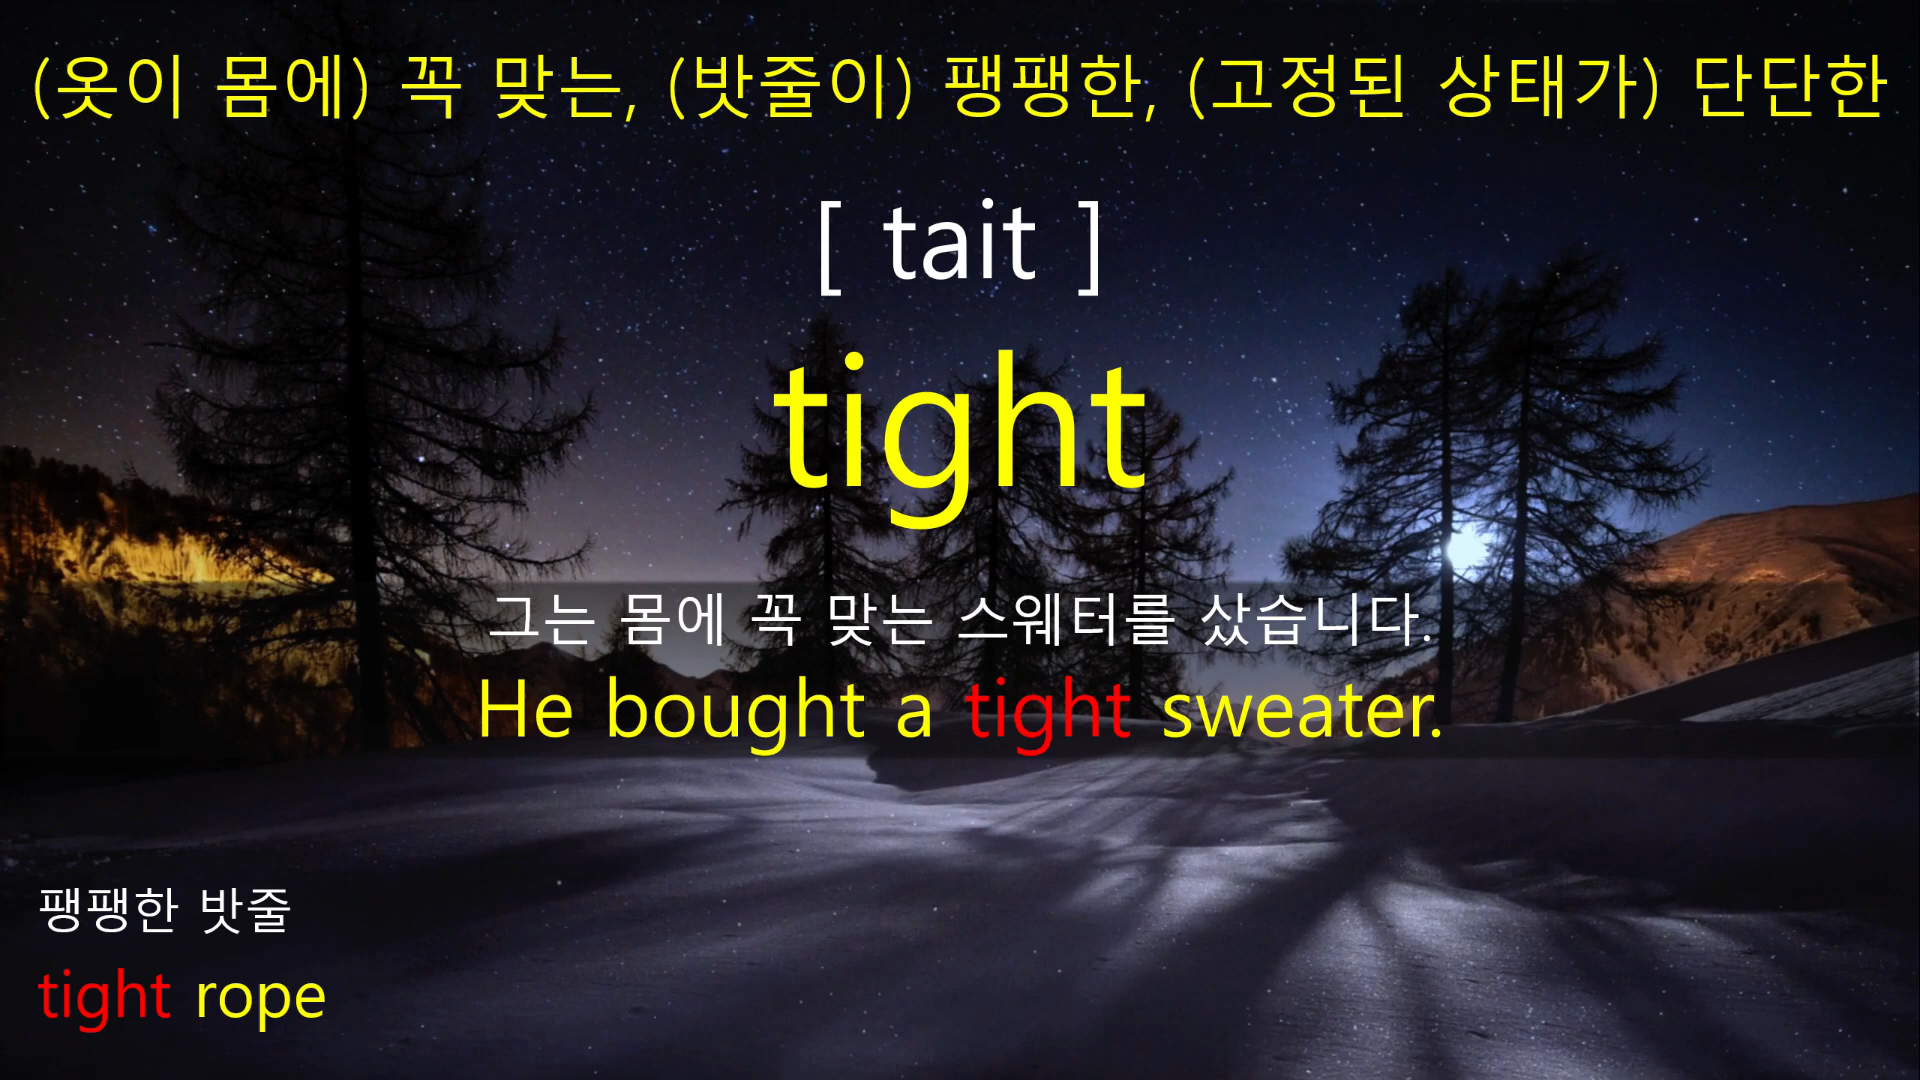 (옷이 몸에) 꼭 맞는, (밧줄이) 팽팽한, (고정된 상태가) 단단한
[ tait ]
tight
그는 몸에 꼭 맞는 스웨터를 샀습니다.
He bought a tight sweater.
팽팽한 밧줄
tight rope